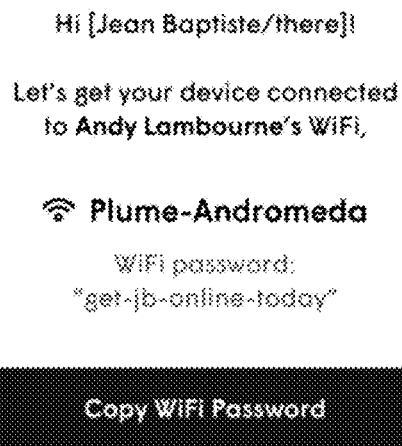 Hi [Jean Baptiste/there]!
Let's get your device connected
to Andy Lambourne's WiFi,
Plume-Andromeda
WiFi password:
"get-jb-online-today"
Copy WiFi Password